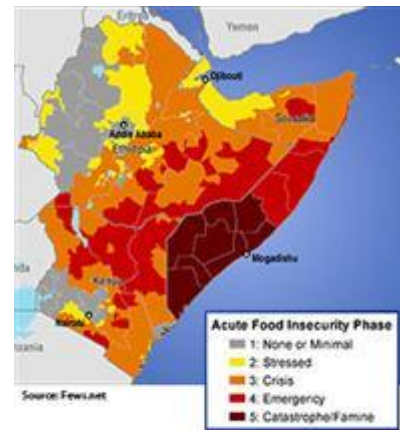 Eritrea
Yemen
Djibouti
Somalia
Addis Ababa
Ethiopia
Mogadishu
Kenya
Nairobi
Acute Food Insecurity Phase
1: None or Minimal
2: Stressed
3: Crisis
4: Emergency
5: Catastrophe/Famine
Source: Fews.net